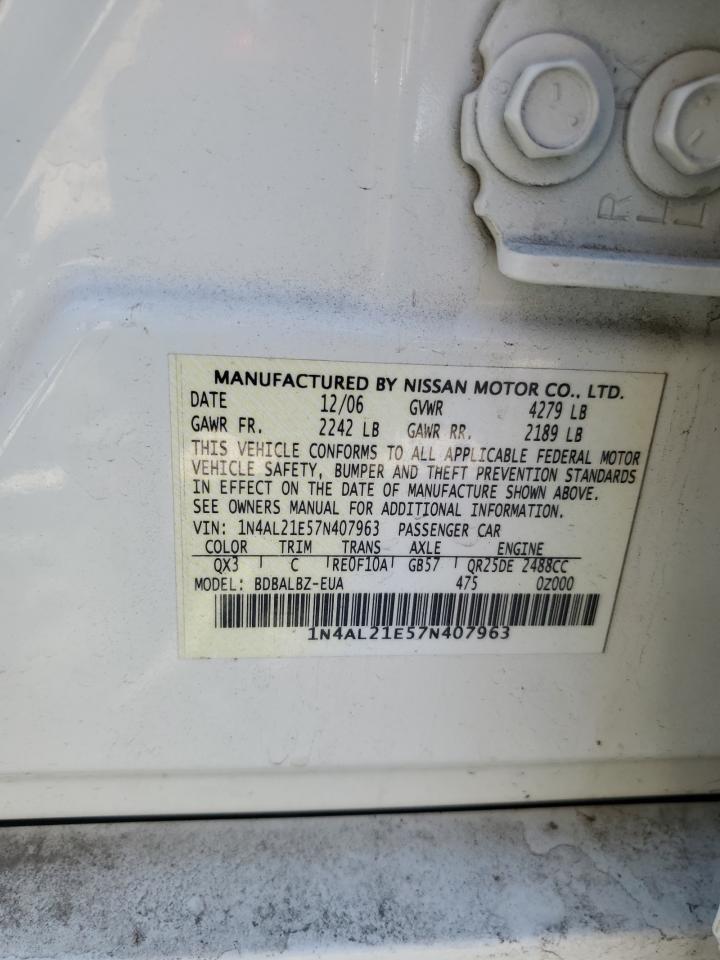 MANUFACTURED BY NISSAN MOTOR CO., LTD.
DATE 12/06 GVWR 4279 LB
GAWR FR. 2242 LB GAWR RR. 2189 LB
THIS VEHICLE CONFORMS TO ALL APPLICABLE FEDERAL MOTOR
VEHICLE SAFETY, BUMPER AND THEFT PREVENTION STANDARDS
IN EFFECT ON THE DATE OF MANUFACTURE SHOWN ABOVE.
SEE OWNERS MANUAL FOR ADDITIONAL INFORMATION.
VIN: 1N4AL21E57N407963 PASSENGER CAR
COLOR TRIM TRANS AXLE ENGINE
QX3 C RE0F10A GB57 QR25DE 2488CC
MODEL: BDBALBZ-EUA 475 0Z000
1N4AL21E57N407963